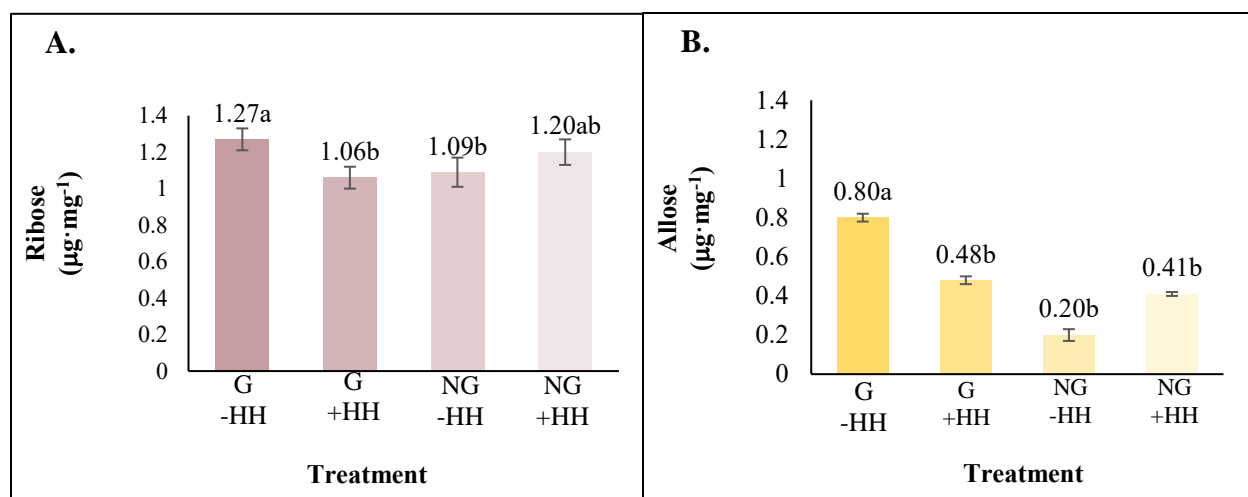 A.
Ribose
(µg·mg-1)
1.4
1.2
1
0.8
0.6
0.4
0.2
0
1.27a
1.06b
1.09b
1.20ab
G
-HH
G
+HH
NG
-HH
NG
+HH
Treatment
B.
Allose
(µg·mg-1)
1.4
1.2
1
0.8
0.6
0.4
0.2
0
0.80a
0.48b
0.20b
0.41b
G
-HH
G
+HH
NG
-HH
NG
+HH
Treatment